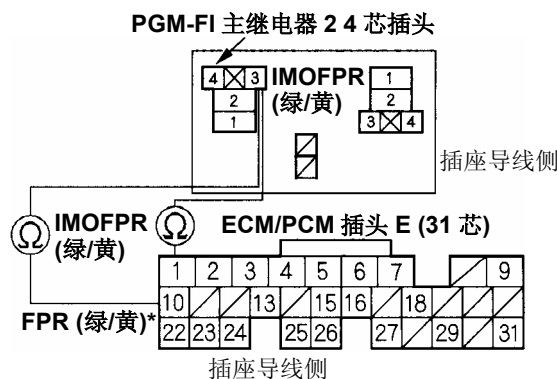 PGM-FI 主继电器 2 4 芯插头
4 3 IMOFPR 1
(绿/黄)
2 2
1 3 4
插座导线侧
IMOFPR
(绿/黄)
Ω Ω
ECM/PCM 插头 E (31 芯)
1 2 3 4 5 6 7 9
10 13 15 16 18
FPR (绿/黄)*
22 23 24 25 26 27 29 31
插座导线侧